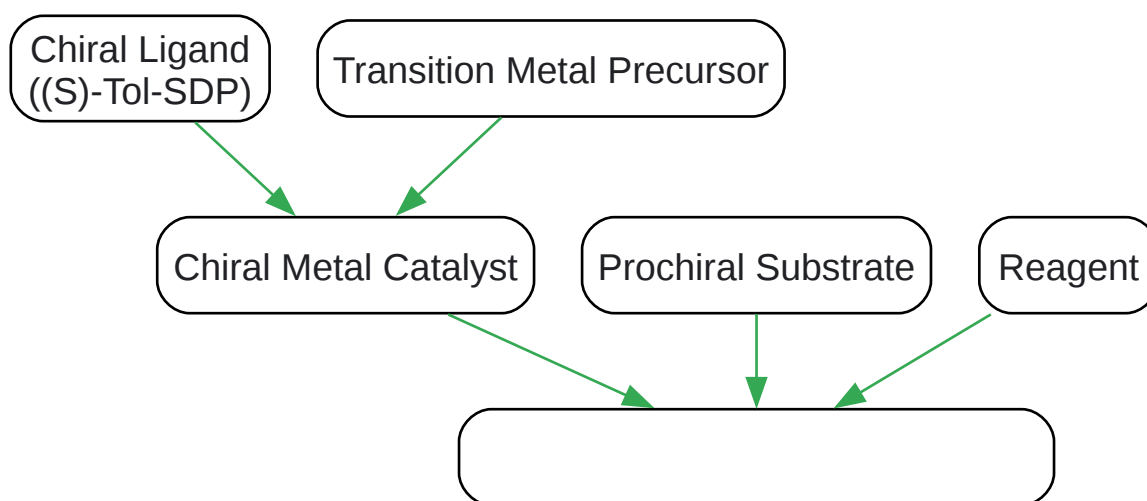 Chiral Ligand
((S)-Tol-SDP)
Transition Metal Precursor
Chiral Metal Catalyst
Prochiral Substrate
Reagent